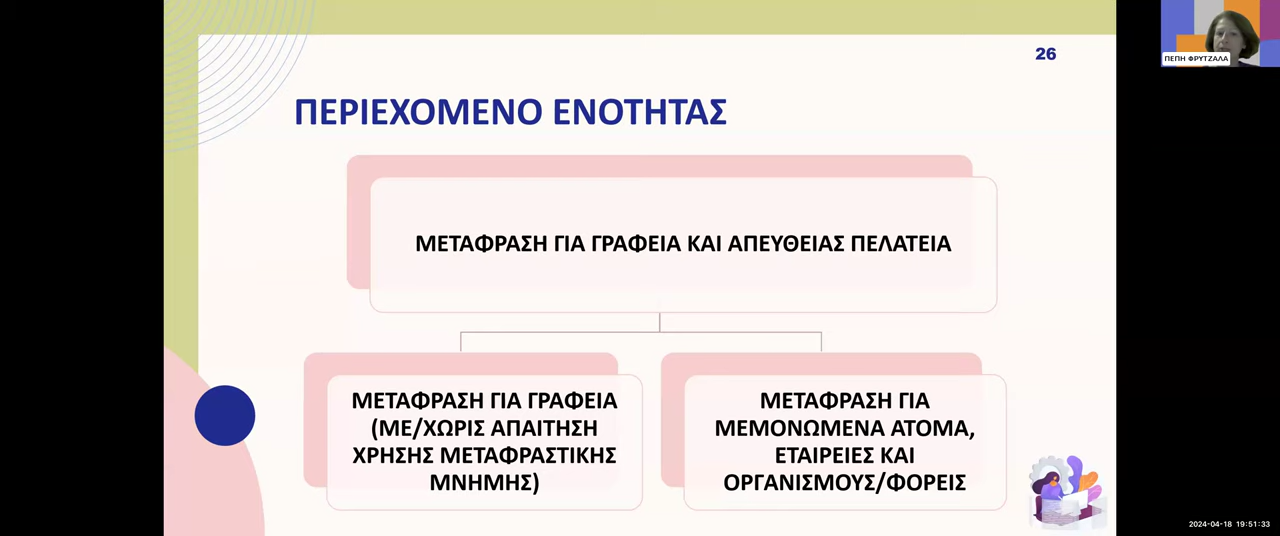 26
ΠΕΠΗ ΦΡΥΤΖΑΛΑ
ΠΕΡΙΕΧΟΜΕΝΟ ΕΝΟΤΗΤΑΣ
ΜΕΤΑΦΡΑΣΗ ΓΙΑ ΓΡΑΦΕΙΑ ΚΑΙ ΑΠΕΥΘΕΙΑΣ ΠΕΛΑΤΕΙΑ
ΜΕΤΑΦΡΑΣΗ ΓΙΑ ΓΡΑΦΕΙΑ
(ΜΕ/ΧΩΡΙΣ ΑΠΑΙΤΗΣΗ
ΧΡΗΣΗΣ ΜΕΤΑΦΡΑΣΤΙΚΗΣ
ΜΝΗΜΗΣ)
ΜΕΤΑΦΡΑΣΗ ΓΙΑ
ΜΕΜΟΝΩΜΕΝΑ ΑΤΟΜΑ,
ΕΤΑΙΡΕΙΕΣ ΚΑΙ
ΟΡΓΑΝΙΣΜΟΥΣ/ΦΟΡΕΙΣ
2024-04-18 19:51:33